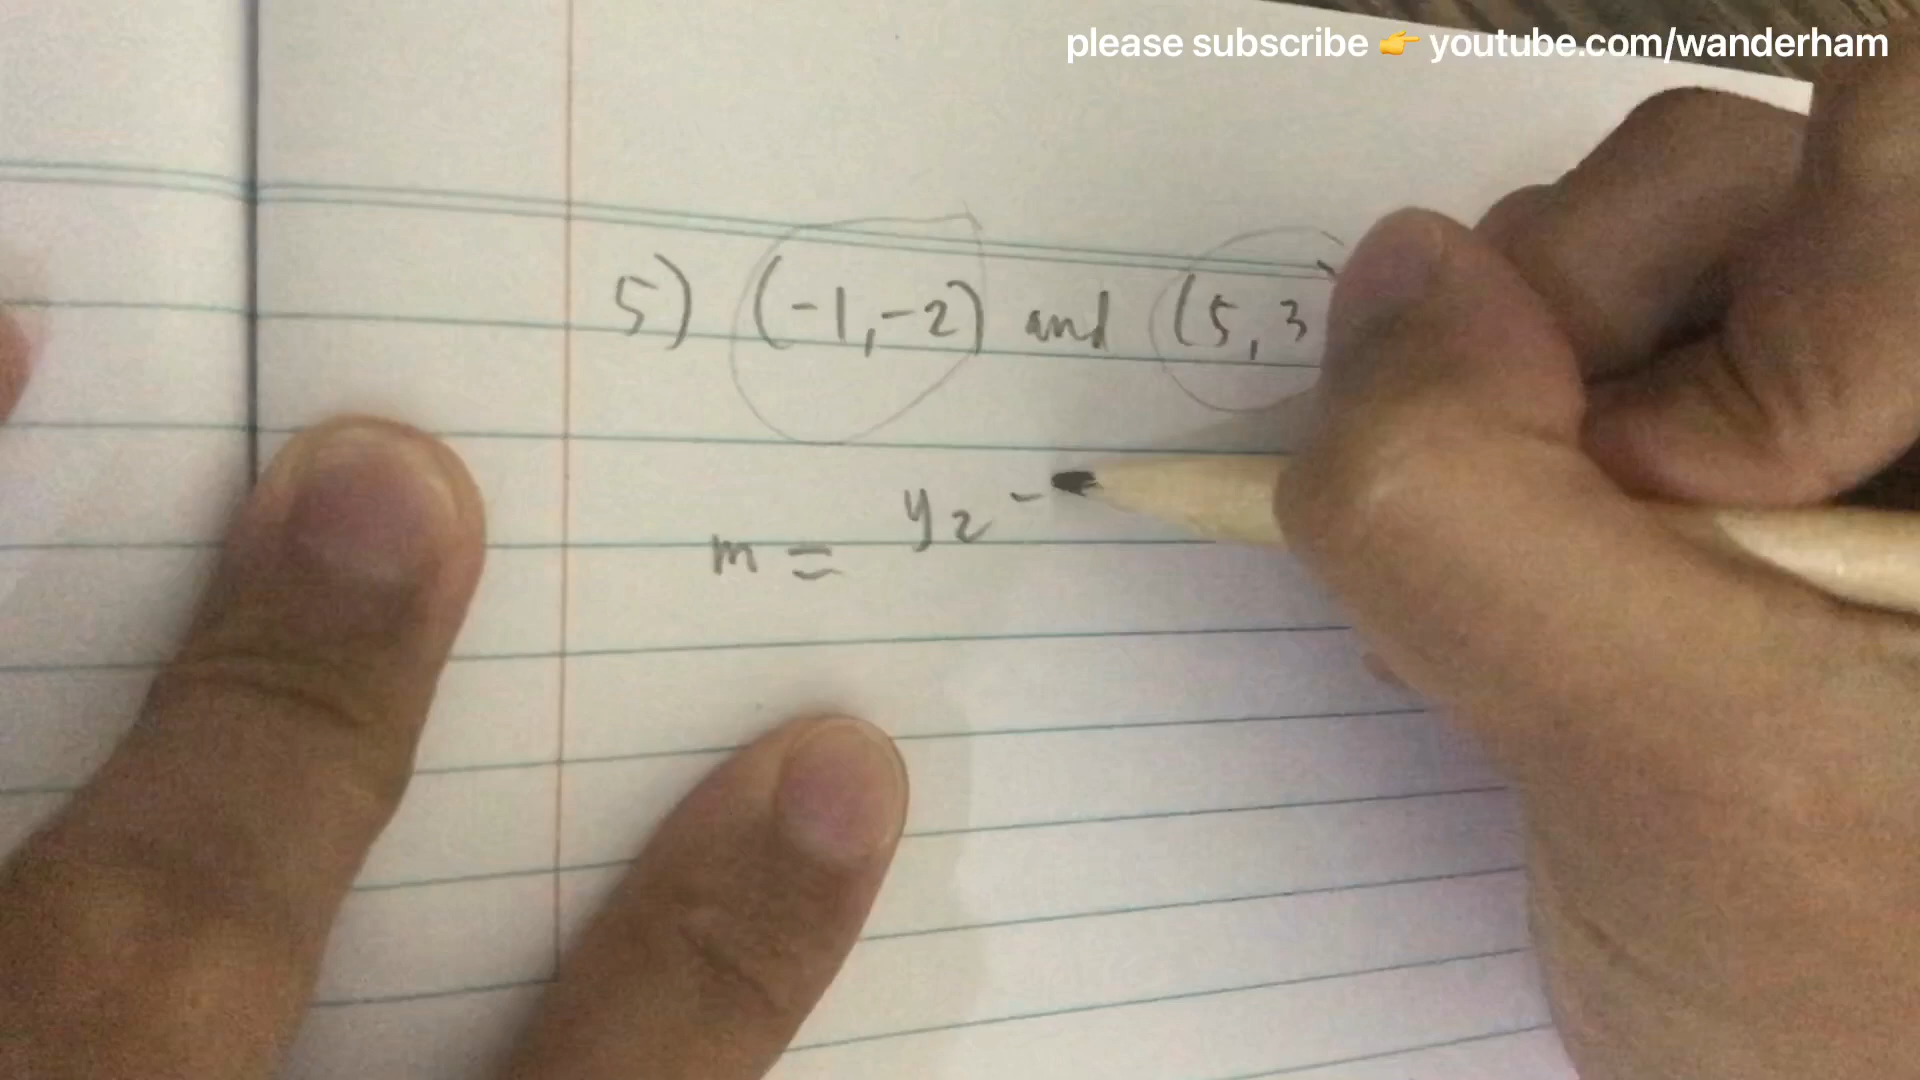 please subscribe 👉 youtube.com/wanderham
5) (-1,-2) and (5,3
m = y₂ -